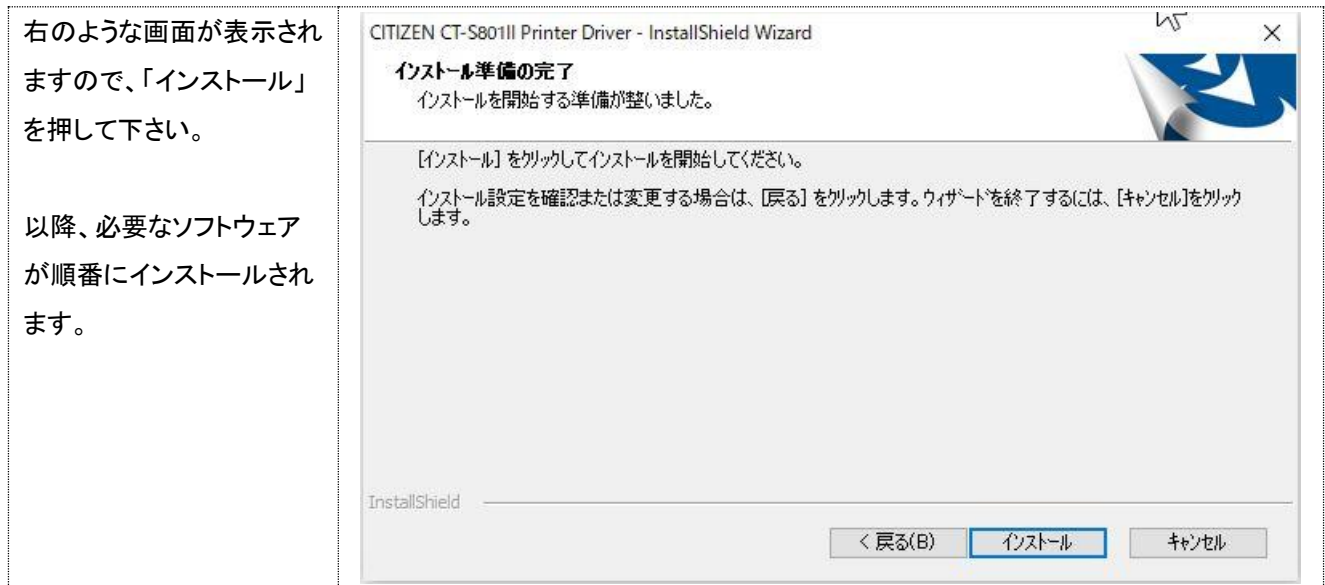 右のような画面が表示され
ますので、「インストール」
を押して下さい。
以降、必要なソフトウェア
が順番にインストールされ
ます。
CITIZEN CT-S801III Printer Driver - InstallShield Wizard
インストール準備の完了
インストールを開始する準備が整いました。
[インストール] をクリックしてインストールを開始してください。
インストール設定を確認または変更する場合は、[戻る] をクリックします。ウィザードを終了するには、[キャンセル]をクリック
します。
InstallShield
< 戻る(B)
インストール
キャンセル